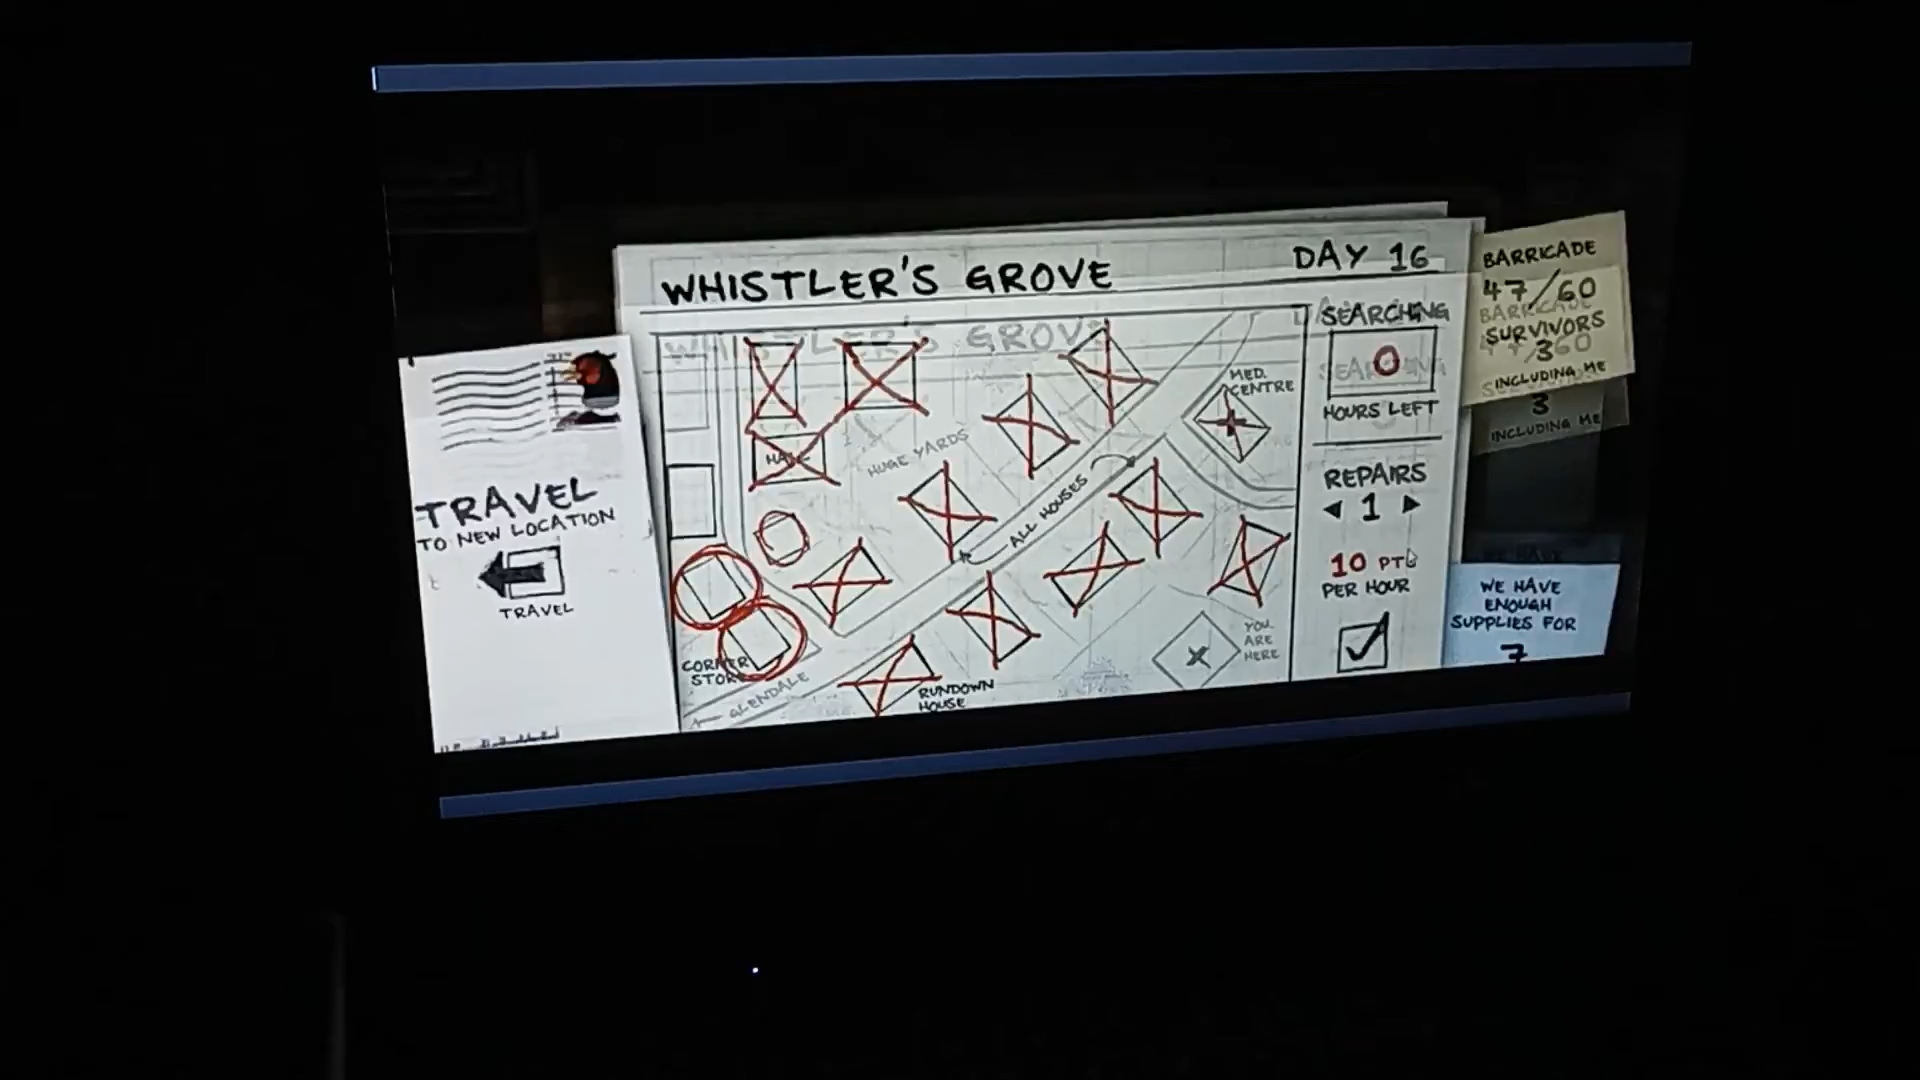 WHISTLER'S GROVE
DAY 16
BARRICADE
47/60
SURVIVORS
3
INCLUDING ME
TRAVEL
TO NEW LOCATION
TRAVEL
MED.
CENTRE
HUGE YARDS
ALL HOUSES
CORNER
STORE
GLENDALE
RUNDOWN
HOUSE
YOU
ARE
HERE
SEARCHING
0
HOURS LEFT
REPAIRS
1
10 PT
PER HOUR
WE HAVE
ENOUGH
SUPPLIES FOR
7